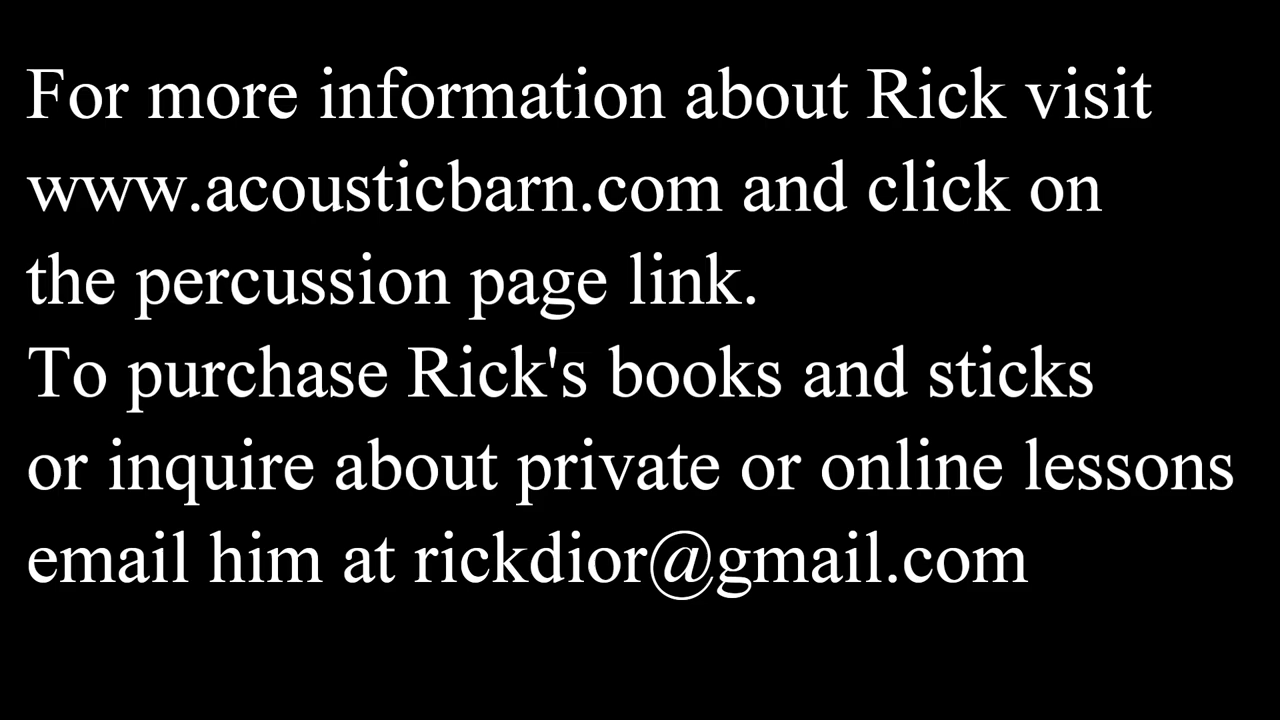 For more information about Rick visit
www.acousticbarn.com and click on
the percussion page link.
To purchase Rick's books and sticks
or inquire about private or online lessons
email him at rickdior@gmail.com